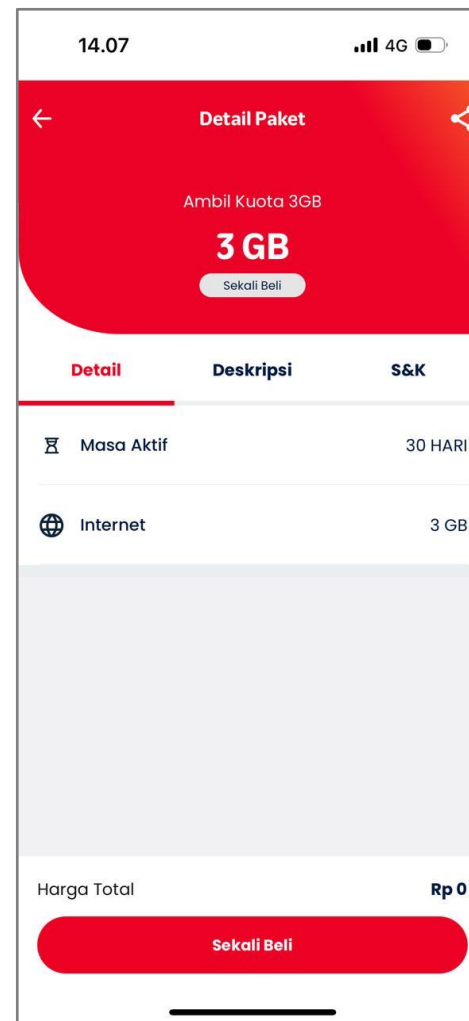 14.07 4G
Detail Paket
Ambil Kuota 3GB
3 GB
Sekali Beli
Detail Deskripsi S&K
Masa Aktif 30 HARI
Internet 3 GB
Harga Total Rp 0
Sekali Beli